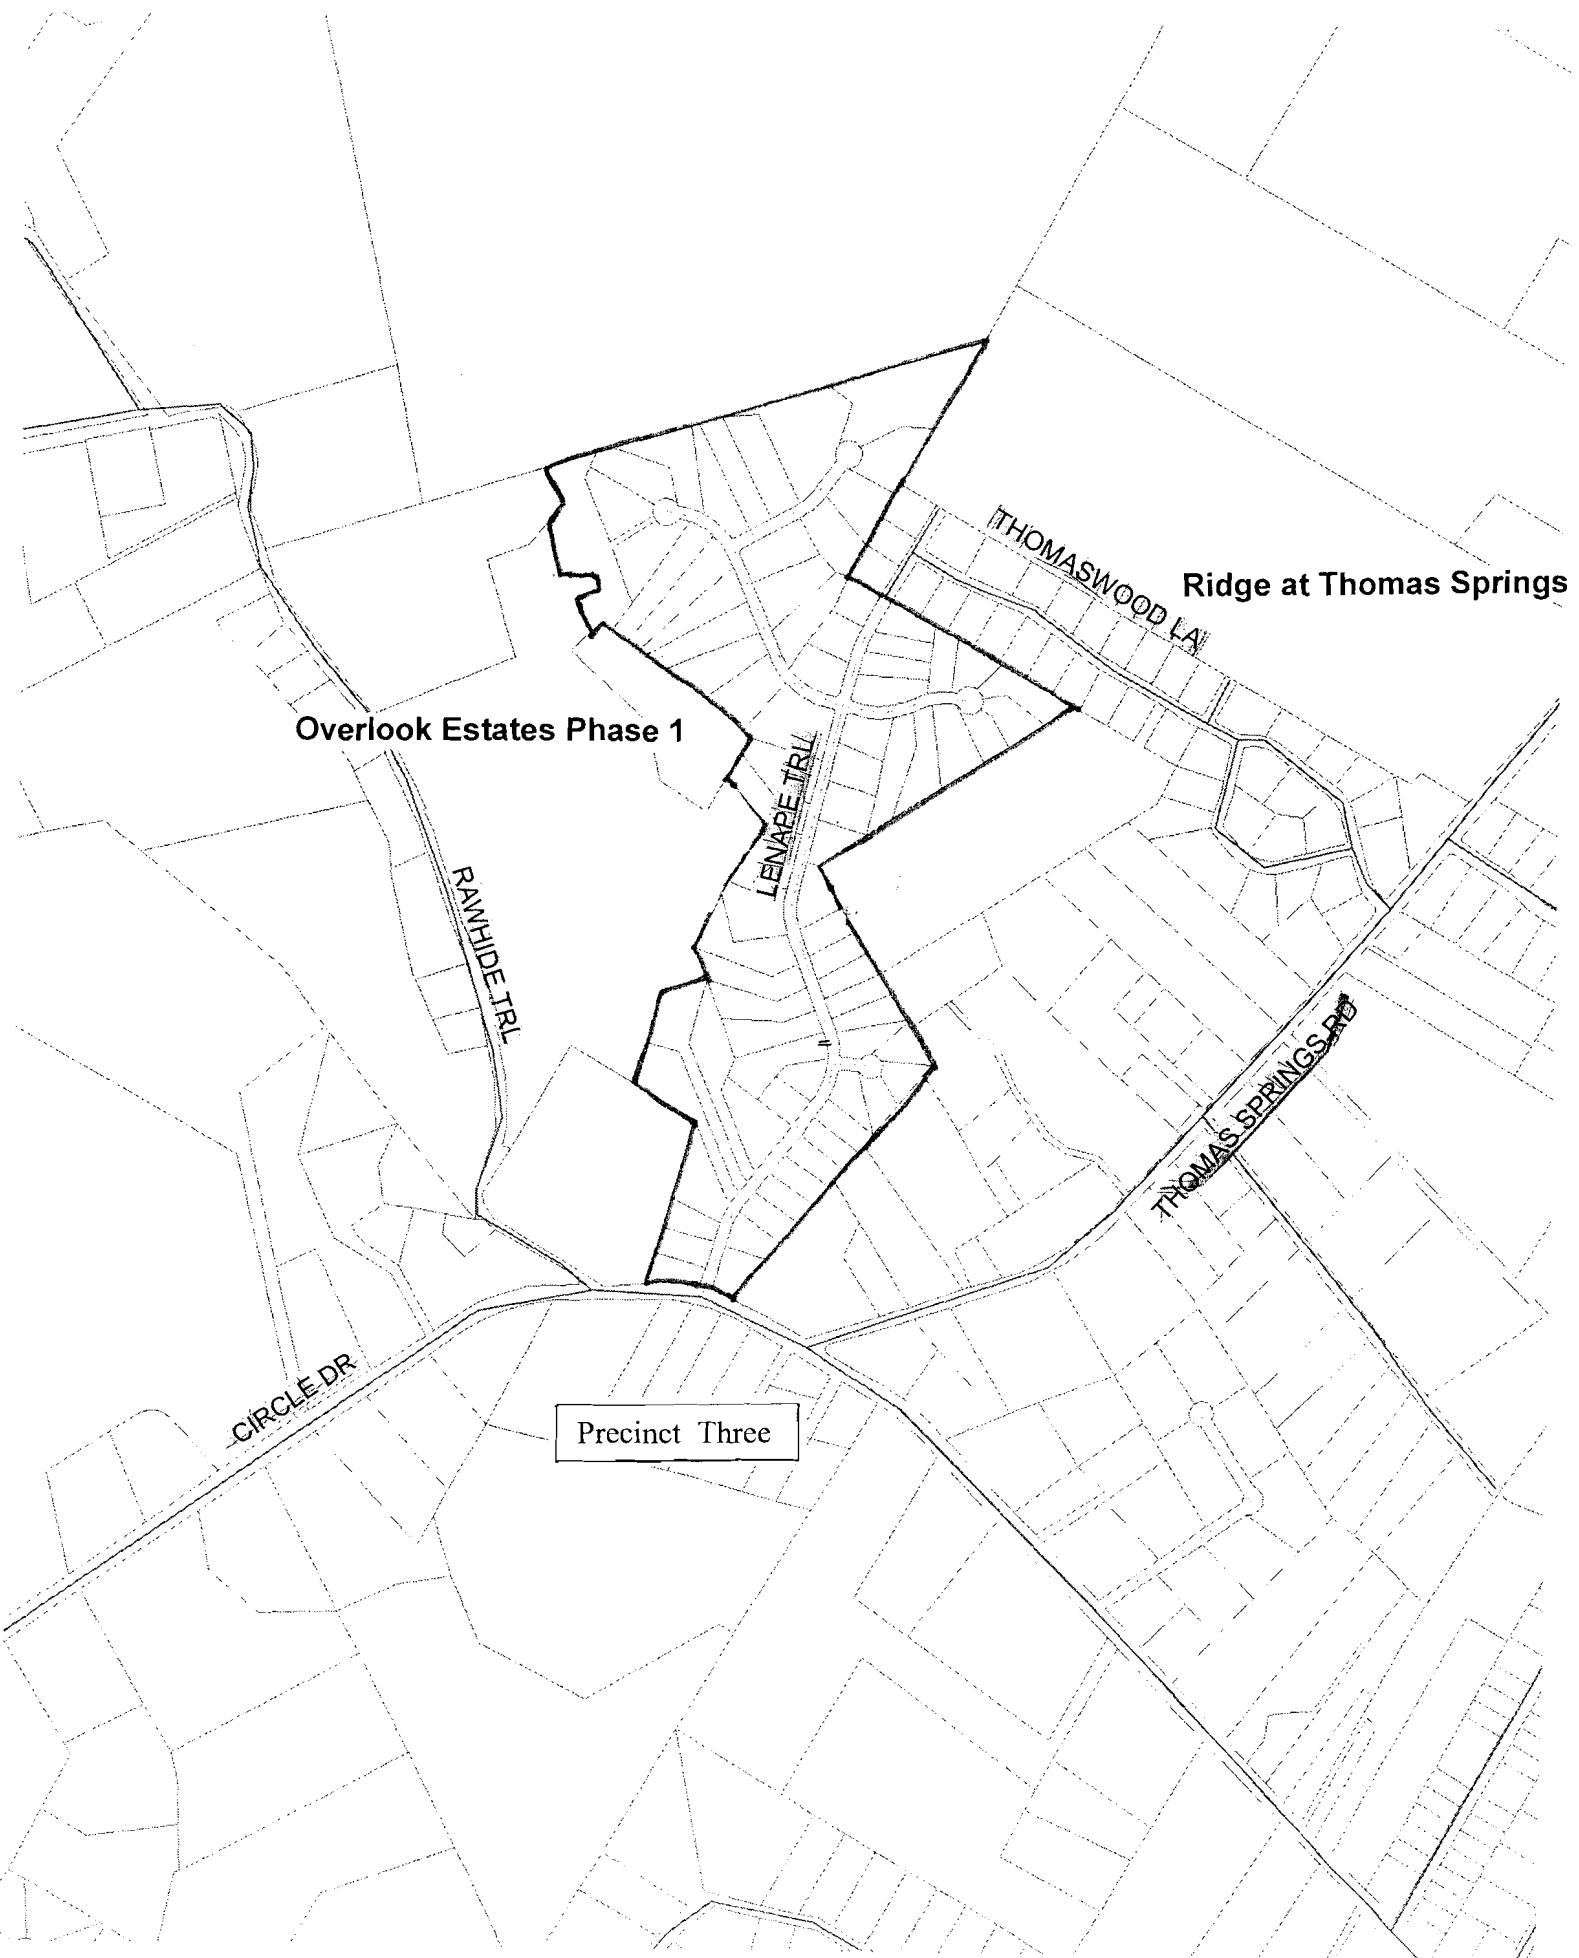 THOMASWOOD LA
Ridge at Thomas Springs
Overlook Estates Phase 1
LENAPE TRL
RAWHIDE TRL
THOMAS SPRINGS RD
CIRCLE DR
Precinct Three